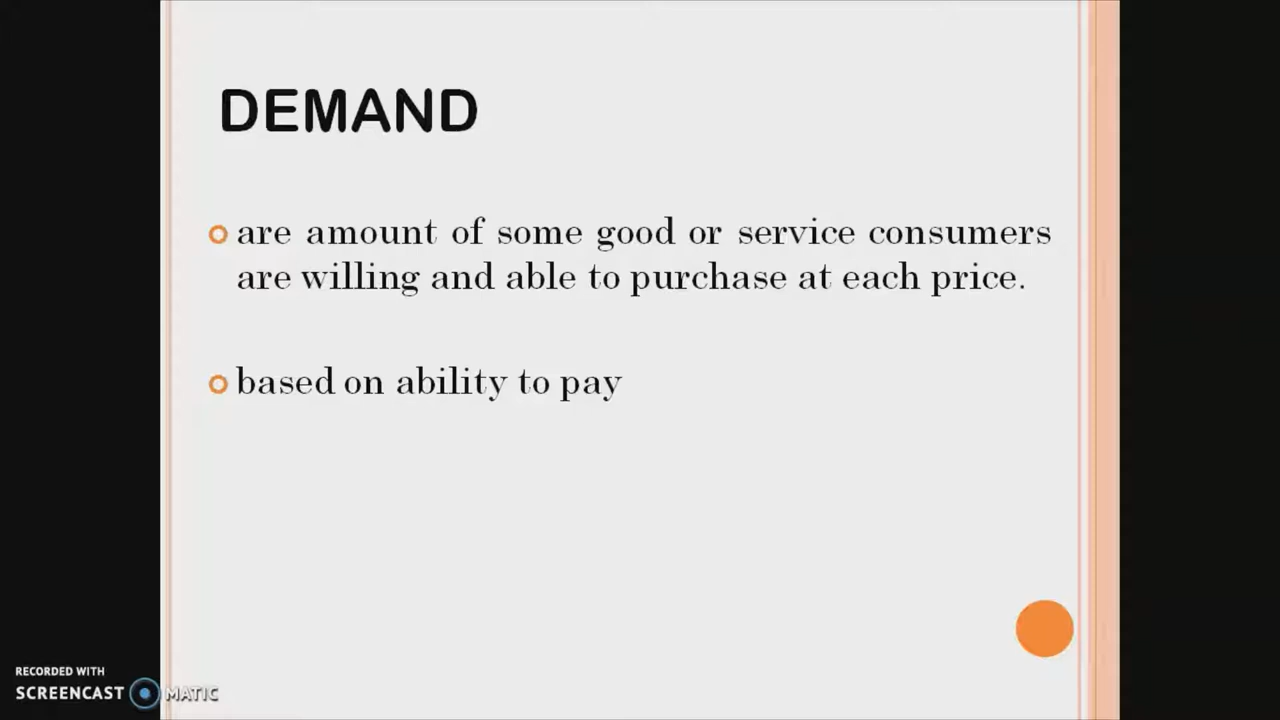 DEMAND
are amount of some good or service consumers
are willing and able to purchase at each price.
based on ability to pay
RECORDED WITH
SCREENCAST MATIC